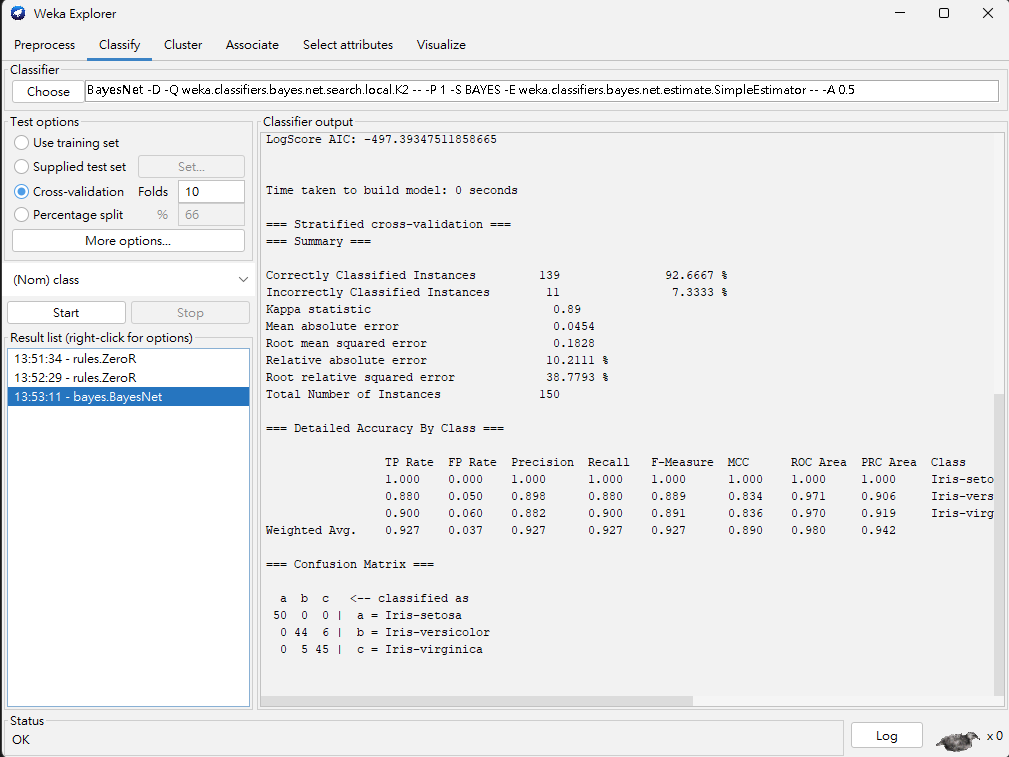 Weka Explorer
Preprocess Classify Cluster Associate Select attributes Visualize
Classifier
Choose BayesNet -D -Q weka.classifiers.bayes.net.search.local.K2 -- -P 1 -S BAYES -E weka.classifiers.bayes.net.estimate.SimpleEstimator -- -A 0.5
Test options
Use training set
Supplied test set Set...
Cross-validation Folds 10
Percentage split % 66
More options...
(Nom) class
Start Stop
Result list (right-click for options)
13:51:34 - rules.ZeroR
13:52:29 - rules.ZeroR
13:53:11 - bayes.BayesNet
Classifier output
LogScore AIC: -497.39347511858665
Time taken to build model: 0 seconds
=== Stratified cross-validation ===
=== Summary ===
Correctly Classified Instances 139 92.6667 %
Incorrectly Classified Instances 11 7.3333 %
Kappa statistic 0.89
Mean absolute error 0.0454
Root mean squared error 0.1828
Relative absolute error 10.2111 %
Root relative squared error 38.7793 %
Total Number of Instances 150
=== Detailed Accuracy By Class ===
TP Rate FP Rate Precision Recall F-Measure MCC ROC Area PRC Area Class
1.000 0.000 1.000 1.000 1.000 1.000 1.000 1.000 Iris-seto
0.880 0.050 0.898 0.880 0.889 0.834 0.971 0.906 Iris-vers
0.900 0.060 0.882 0.900 0.891 0.836 0.970 0.919 Iris-virg
Weighted Avg. 0.927 0.037 0.927 0.927 0.927 0.890 0.980 0.942
=== Confusion Matrix ===
a b c <-- classified as
50 0 0 | a = Iris-setosa
0 44 6 | b = Iris-versicolor
0 5 45 | c = Iris-virginica
Status
OK
Log x 0